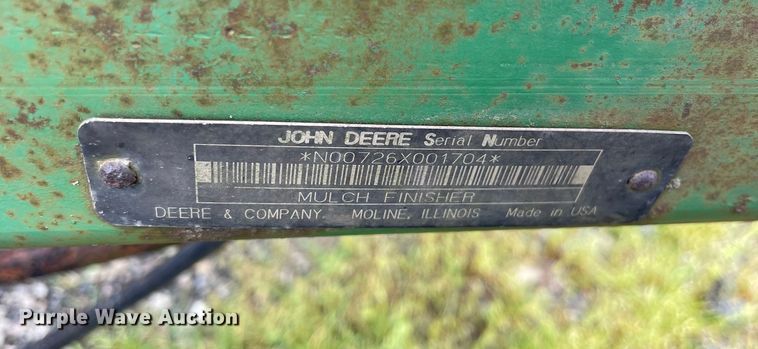 JOHN DEERE Serial Number
*N00726X001704*
MULCH FINISHER
DEERE & COMPANY. MOLINE, ILLINOIS Made in USA
Purple Wave Auction